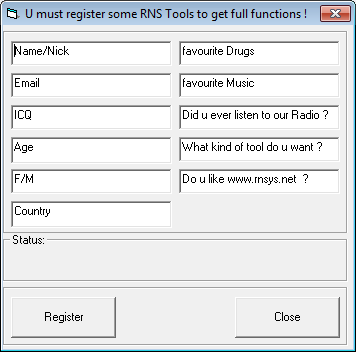 U must register some RNS Tools to get full functions !
Name/Nick
favourite Drugs
Email
favourite Music
ICQ
Did u ever listen to our Radio ?
Age
What kind of tool do u want ?
F/M
Do u like www.rnsys.net  ?
Country
Status:
Register
Close